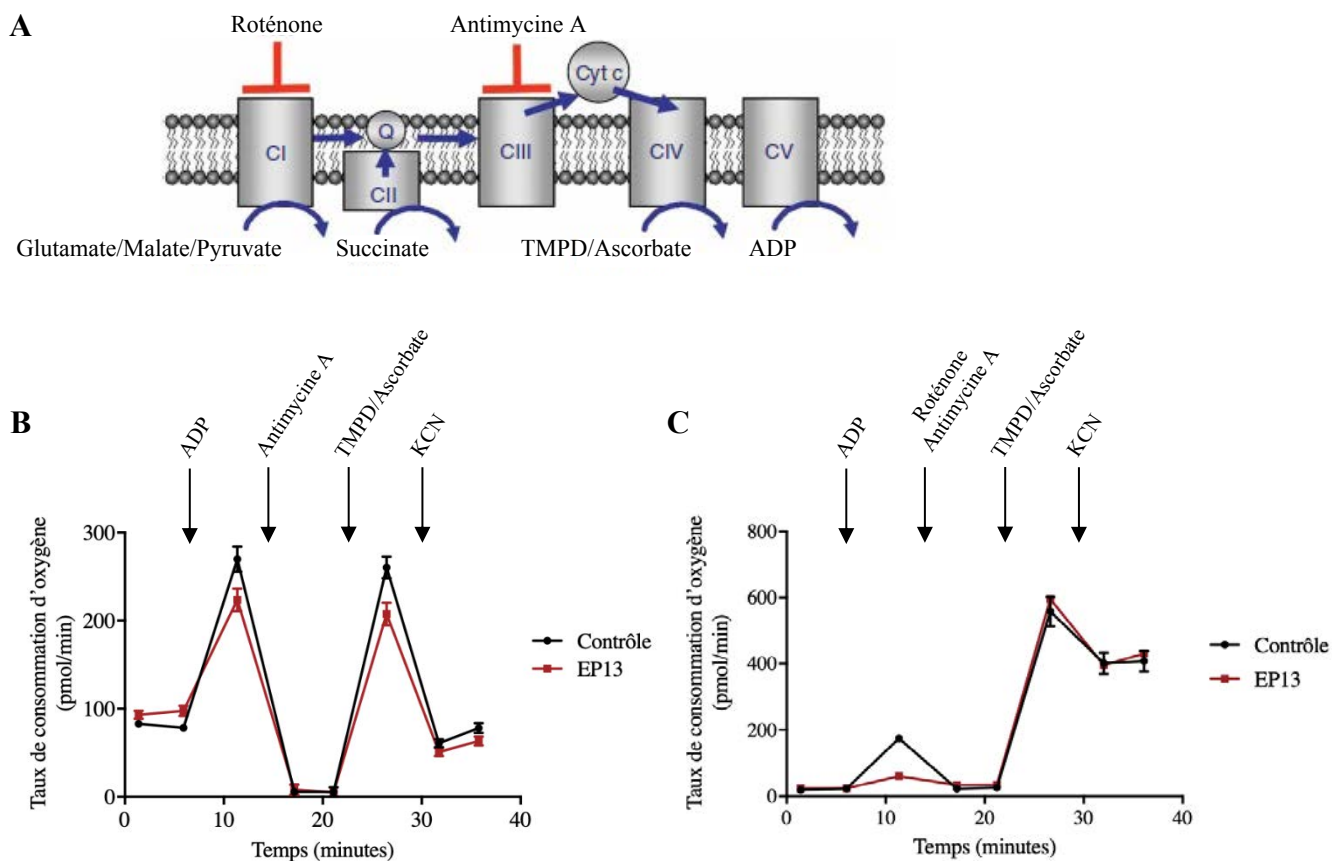 A
Roténone
Antimycine A
Cyt c
Q
CI
CII
CIII
CIV
CV
Glutamate/Malate/Pyruvate
Succinate
TMPD/Ascorbate
ADP
B
ADP
Antimycine A
TMPD/Ascorbate
KCN
Taux de consommation d'oxygène
(pmol/min)
300
200
100
0
0
10
20
30
40
Temps (minutes)
Contrôle
EP13
C
ADP
Roténone
Antimycine A
TMPD/Ascorbate
KCN
Taux de consommation d'oxygène
(pmol/min)
800
600
400
200
0
0
10
20
30
40
Temps (minutes)
Contrôle
EP13